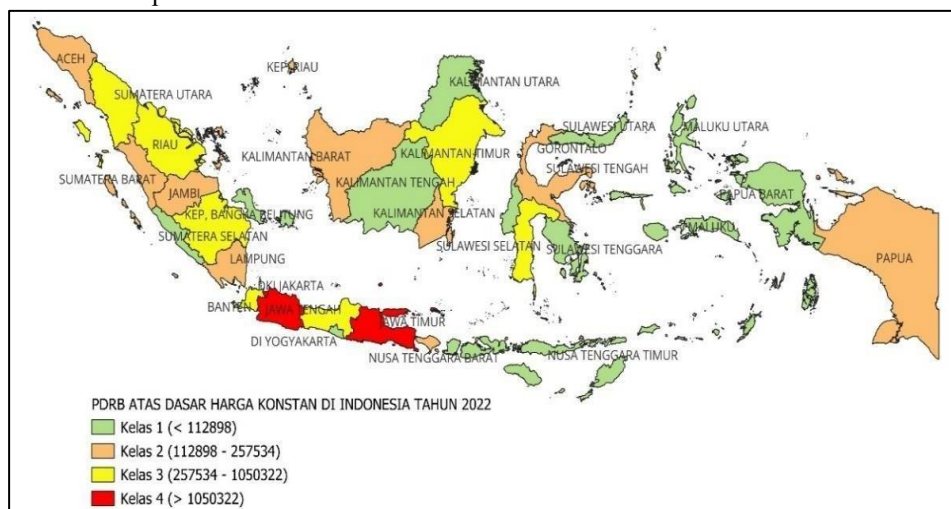 ACEH
KEP. RIAU
SUMATERA UTARA
KALIMANTAN UTARA
RIAU
SULAWESI UTARA
MALUKU UTARA
GORONTALO
KALIMANTAN BARAT
KALIMANTAN TIMUR
SULAWESI TENGAH
SUMATERA BARAT
JAMBI
KALIMANTAN TENGAH
PAPUA BARAT
KEP, BANGKA BELITUNG
KALIMANTAN SELATAN
SUMATERA SELATAN
SULAWESI SELATAN
SULAWESI TENGGARA
MALUKU
LAMPUNG
PAPUA
DKI JAKARTA
BANTEN
JAWA TENGAH
JAWA TIMUR
DI YOGYAKARTA
NUSA TENGGARA BARAT
NUSA TENGGARA TIMUR
PDRB ATAS DASAR HARGA KONSTAN DI INDONESIA TAHUN 2022
Kelas 1 (< 112898)
Kelas 2 (112898 - 257534)
Kelas 3 (257534 - 1050322)
Kelas 4 (> 1050322)